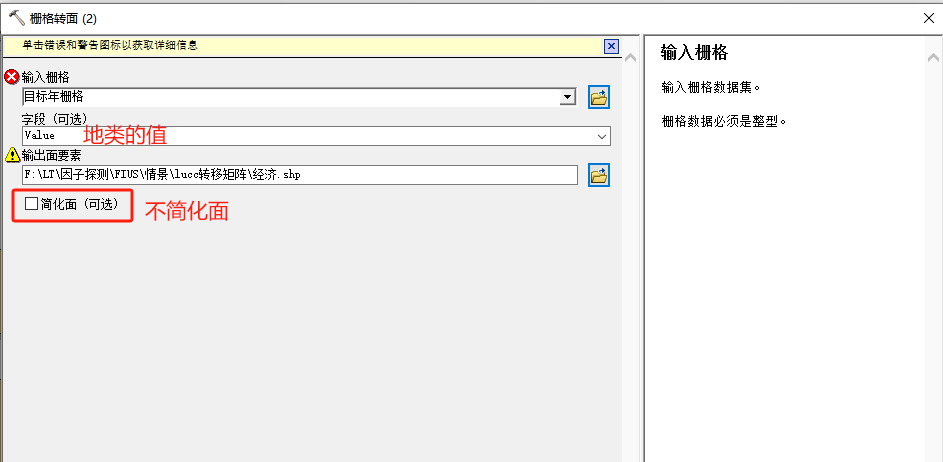 栅格转面 (2)
单击错误和警告图标以获取详细信息
输入栅格
目标年栅格
字段 (可选)
Value
地类的值
输出面要素
F:\LT\因子探测\FIUS\情景\lucc转移矩阵\经济.shp
简化面 (可选)
不简化面
输入栅格
输入栅格数据集。
栅格数据必须是整型。